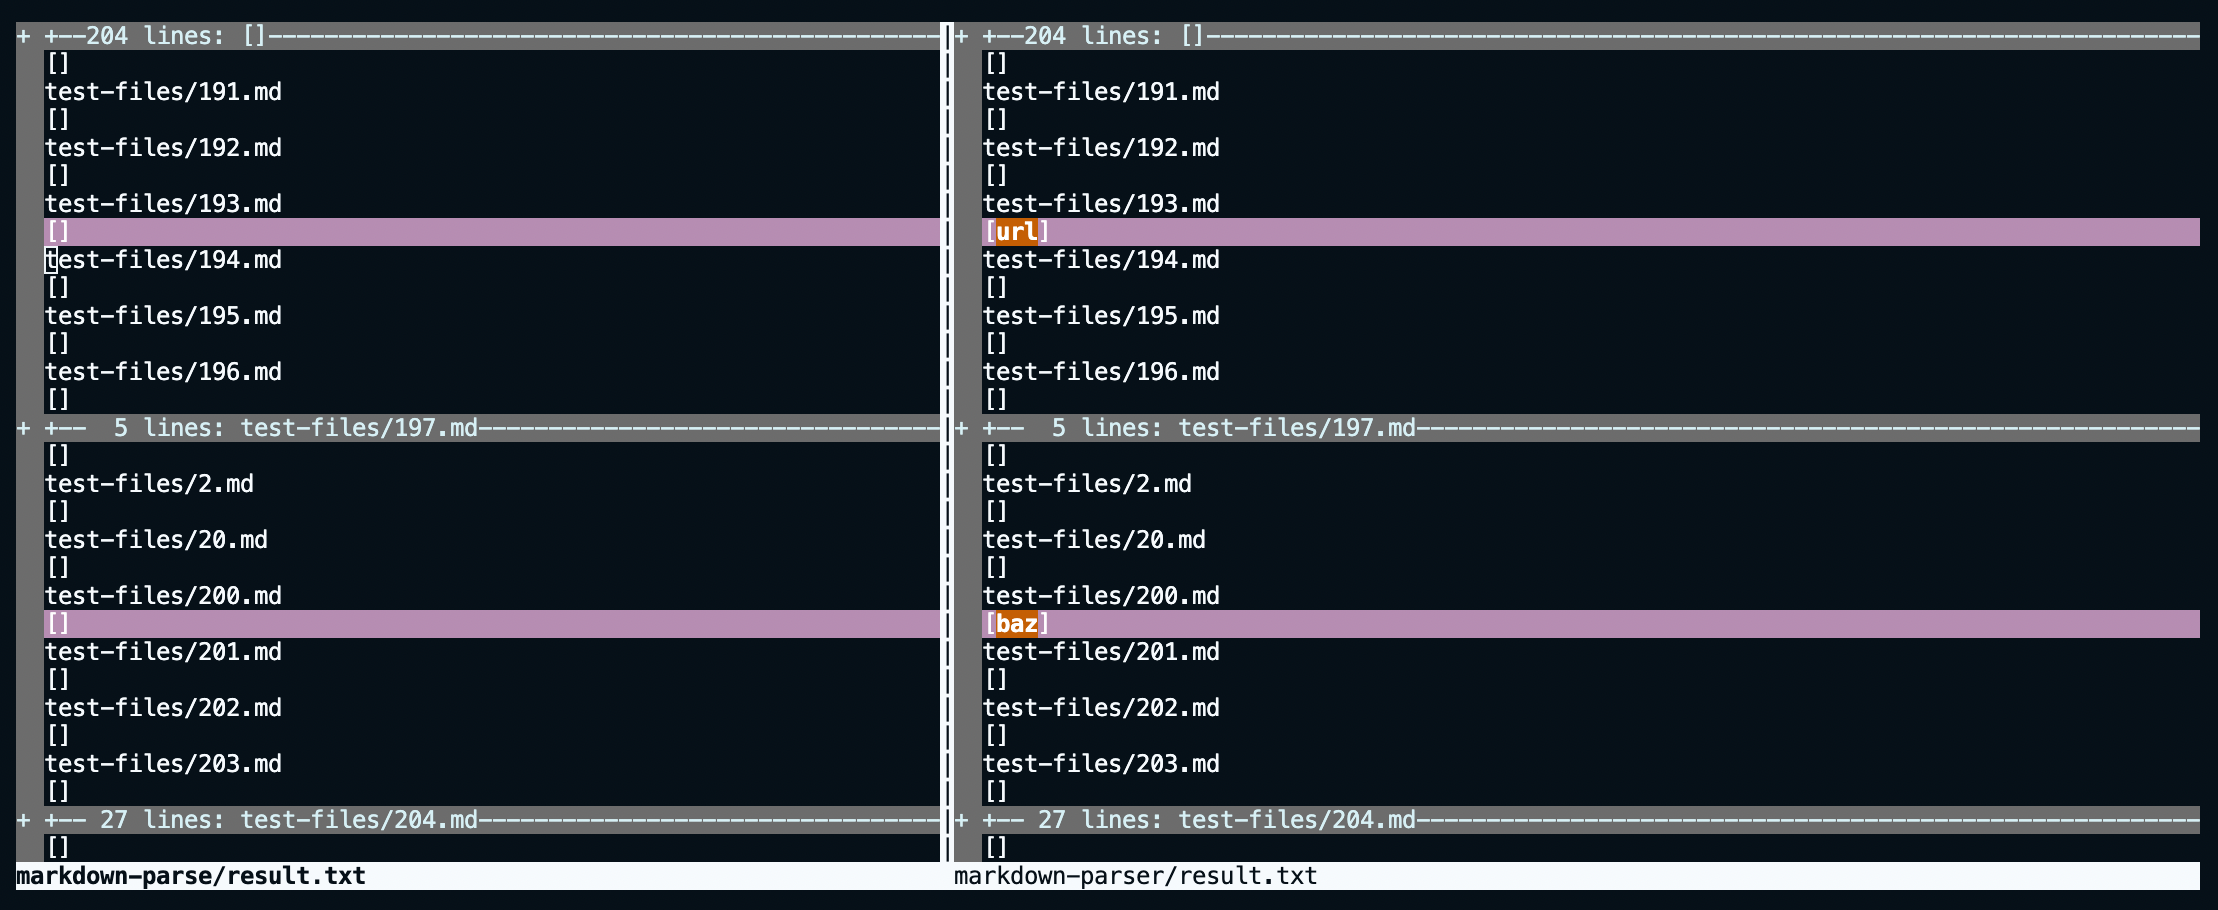 + +--204 lines: []------------------------------------------------
[]
test-files/191.md
[]
test-files/192.md
[]
test-files/193.md
[]
test-files/194.md
[]
test-files/195.md
[]
test-files/196.md
[]
+ +--  5 lines: test-files/197.md---------------------------------
[]
test-files/2.md
[]
test-files/20.md
[]
test-files/200.md
[]
test-files/201.md
[]
test-files/202.md
[]
test-files/203.md
[]
+ +-- 27 lines: test-files/204.md---------------------------------
[]
markdown-parse/result.txt
+ +--204 lines: []-----------------------------------------------------------------------
[]
test-files/191.md
[]
test-files/192.md
[]
test-files/193.md
[url]
test-files/194.md
[]
test-files/195.md
[]
test-files/196.md
[]
+ +--  5 lines: test-files/197.md--------------------------------------------------------
[]
test-files/2.md
[]
test-files/20.md
[]
test-files/200.md
[baz]
test-files/201.md
[]
test-files/202.md
[]
test-files/203.md
[]
+ +-- 27 lines: test-files/204.md--------------------------------------------------------
[]
markdown-parser/result.txt